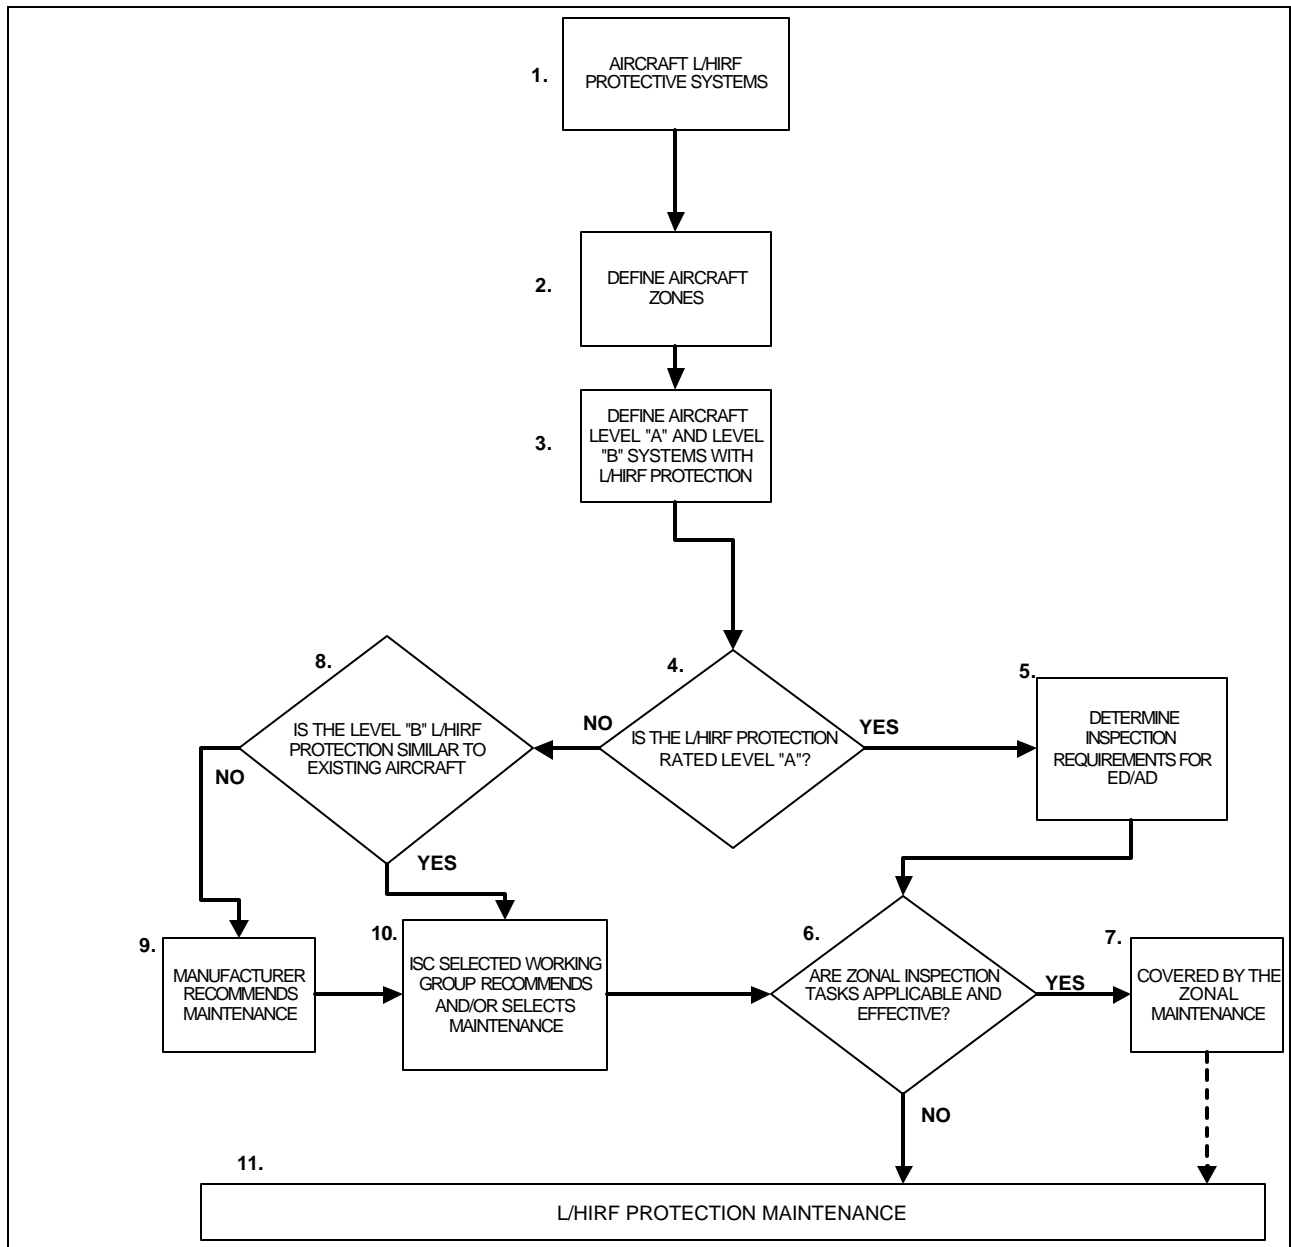 1.
AIRCRAFT L/HIRF
PROTECTIVE SYSTEMS
2.
DEFINE AIRCRAFT
ZONES
3.
DEFINE AIRCRAFT
LEVEL "A" AND LEVEL
"B" SYSTEMS WITH
L/HIRF PROTECTION
4.
IS THE L/HIRF PROTECTION
RATED LEVEL "A"?
NO
YES
5.
DETERMINE
INSPECTION
REQUIREMENTS FOR
ED/AD
8.
IS THE LEVEL "B" L/HIRF
PROTECTION SIMILAR TO
EXISTING AIRCRAFT
NO
YES
9.
MANUFACTURER
RECOMMENDS
MAINTENANCE
10.
ISC SELECTED WORKING
GROUP RECOMMENDS
AND/OR SELECTS
MAINTENANCE
6.
ARE ZONAL INSPECTION
TASKS APPLICABLE AND
EFFECTIVE?
YES
NO
7.
COVERED BY THE
ZONAL
MAINTENANCE
11.
L/HIRF PROTECTION MAINTENANCE